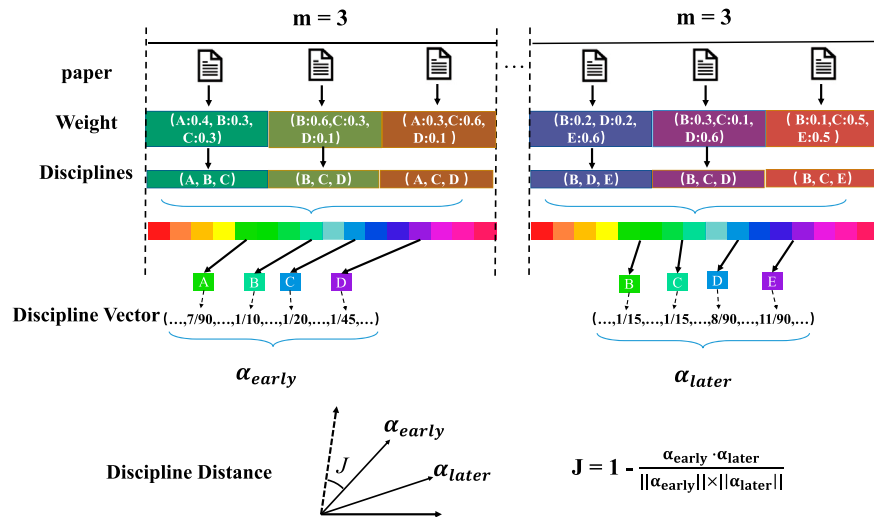 m = 3
m = 3
paper
...
Weight
(A:0.4, B:0.3,
C:0.3)
(B:0.6,C:0.3,
D:0.1)
( A:0.3,C:0.6,
D:0.1)
(B:0.2, D:0.2,
E:0.6)
(B:0.3,C:0.1,
D:0.6)
( B:0.1,C:0.5,
E:0.5)
Disciplines
(A, B, C)
(B, C, D)
(A, C, D )
(B, D, E)
(B, C, D)
( B, C, E)
A
B
C
D
B
C
D
E
Discipline Vector
(...,7/90,...,1/10,...,1/20,...,1/45,...)
(...,1/15,...,1/15,...,8/90,...,11/90,...)
α_early
α_later
Discipline Distance
J
α_early
α_later
J = 1 - α_early · α_later / ||α_early||×||α_later||